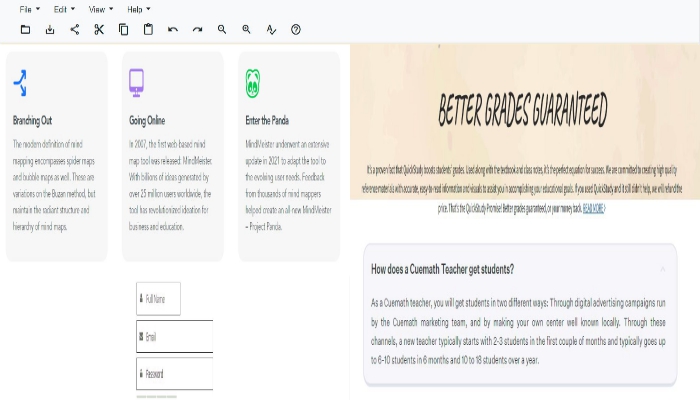 File Edit View Help
Branching Out
The modern definition of mind
mapping encompasses spider maps
and bubble maps as well. These are
variations on the Buzan method, but
maintain the radiant structure and
hierarchy of mind maps.
Going Online
In 2007, the first web based mind
map tool was released: MindMeister.
With billions of ideas generated by
over 25 million users worldwide, the
tool has revolutionized ideation for
business and education.
Enter the Panda
MindMeister underwent an extensive
update in 2021 to adapt the tool to
the evolving user needs. Feedback
from thousands of mind mappers
helped create an all-new MindMeister
– Project Panda.
Full Name
Email
Password
BETTER GRADES GUARANTEED
It's a proven fact that QuickStudy boosts students' grades. Used along with the textbook and class notes, it's the perfect equation for success. We are committed to creating high quality
reference materials with accurate, easy-to-read information and visuals to assist you in accomplishing your educational goals. If you used QuickStudy and it still didn't help, we will refund the
price. That's the QuickStudy Promise! Better grades guaranteed, or your money back. READ MORE >
How does a Cuemath Teacher get students?
As a Cuemath teacher, you will get students in two different ways: Through digital advertising campaigns run
by the Cuemath marketing team, and by making your own center well known locally. Through these
channels, a new teacher typically starts with 2-3 students in the first couple of months and typically goes up
to 6-10 students in 6 months and 10 to 18 students over a year.